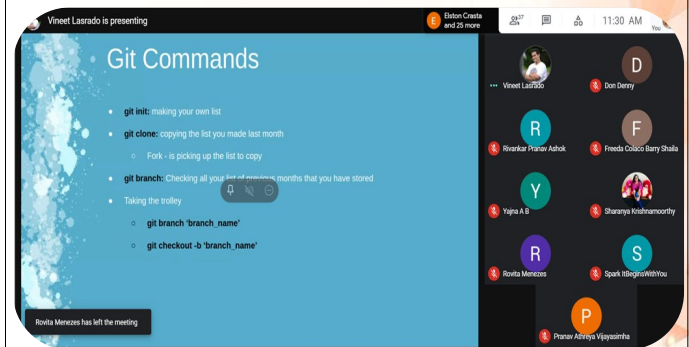 Vineet Lasrado is presenting
E
Elston Crasta
and 25 more
37
11:30 AM
You
Git Commands
git init: making your own list
git clone: copying the list you made last month
Fork - is picking up the list to copy
git branch: Checking all your list of previous months that you have stored
Taking the trolley
git branch 'branch_name'
git checkout -b 'branch_name'
Rovita Menezes has left the meeting
Vineet Lasrado
D
Don Denny
R
Rivankar Pranav Ashok
F
Freeda Colaco Barry Shaila
Y
Yajna A B
Sharanya Krishnamoorthy
R
Rovita Menezes
S
Spark ItBeginsWithYou
P
Pranav Athreya Vijayasimha